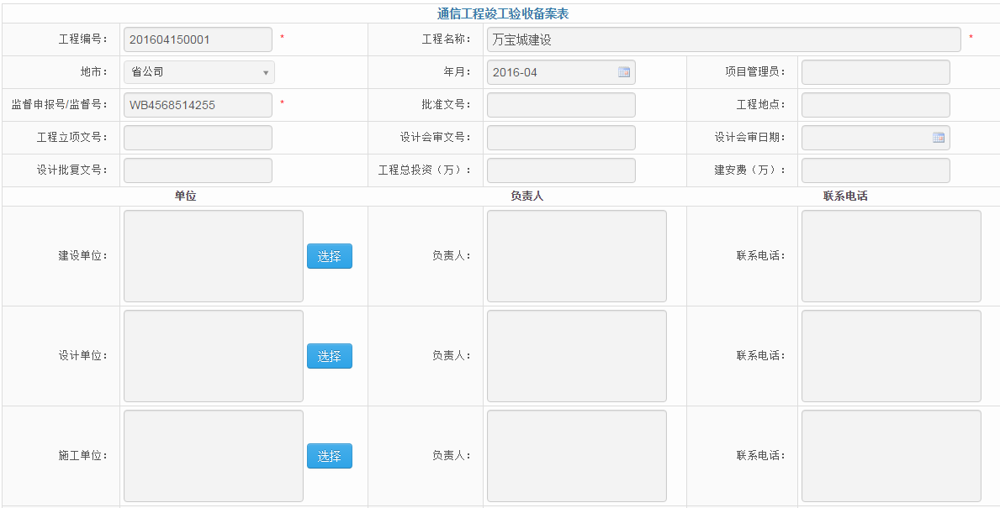 通信工程竣工验收备案表
工程编号： 201604150001 * 工程名称： 万宝城建设 *
地市： 省公司 年月： 2016-04 项目管理员：
监督申报号/监督号： WB4568514255 * 批准文号： 工程地点：
工程立项文号： 设计会审文号： 设计会审日期：
设计批复文号： 工程总投资（万）： 建安费（万）：
单位 负责人 联系电话
建设单位： 选择 负责人： 联系电话：
设计单位： 选择 负责人： 联系电话：
施工单位： 选择 负责人： 联系电话：